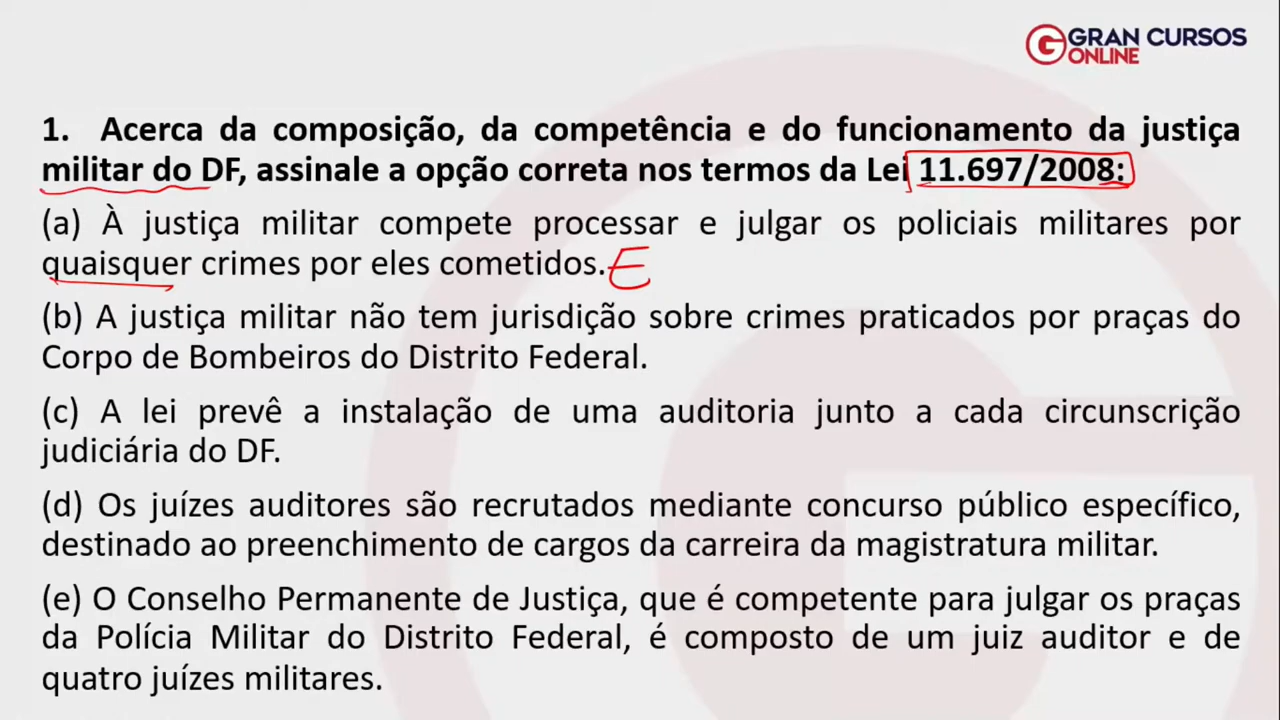 GRAN CURSOS
ONLINE
1. Acerca da composição, da competência e do funcionamento da justiça
militar do DF, assinale a opção correta nos termos da Lei 11.697/2008:
(a) À justiça militar compete processar e julgar os policiais militares por
quaisquer crimes por eles cometidos. E
(b) A justiça militar não tem jurisdição sobre crimes praticados por praças do
Corpo de Bombeiros do Distrito Federal.
(c) A lei prevê a instalação de uma auditoria junto a cada circunscrição
judiciária do DF.
(d) Os juízes auditores são recrutados mediante concurso público específico,
destinado ao preenchimento de cargos da carreira da magistratura militar.
(e) O Conselho Permanente de Justiça, que é competente para julgar os praças
da Polícia Militar do Distrito Federal, é composto de um juiz auditor e de
quatro juízes militares.